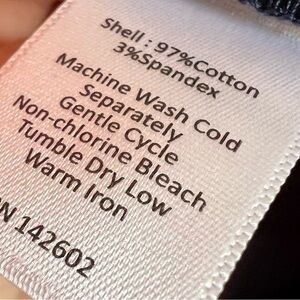 Shell : 97%Cotton
3%Spandex
Machine Wash Cold
Separately
Gentle Cycle
Non-chlorine Bleach
Tumble Dry Low
Warm Iron
N 142602